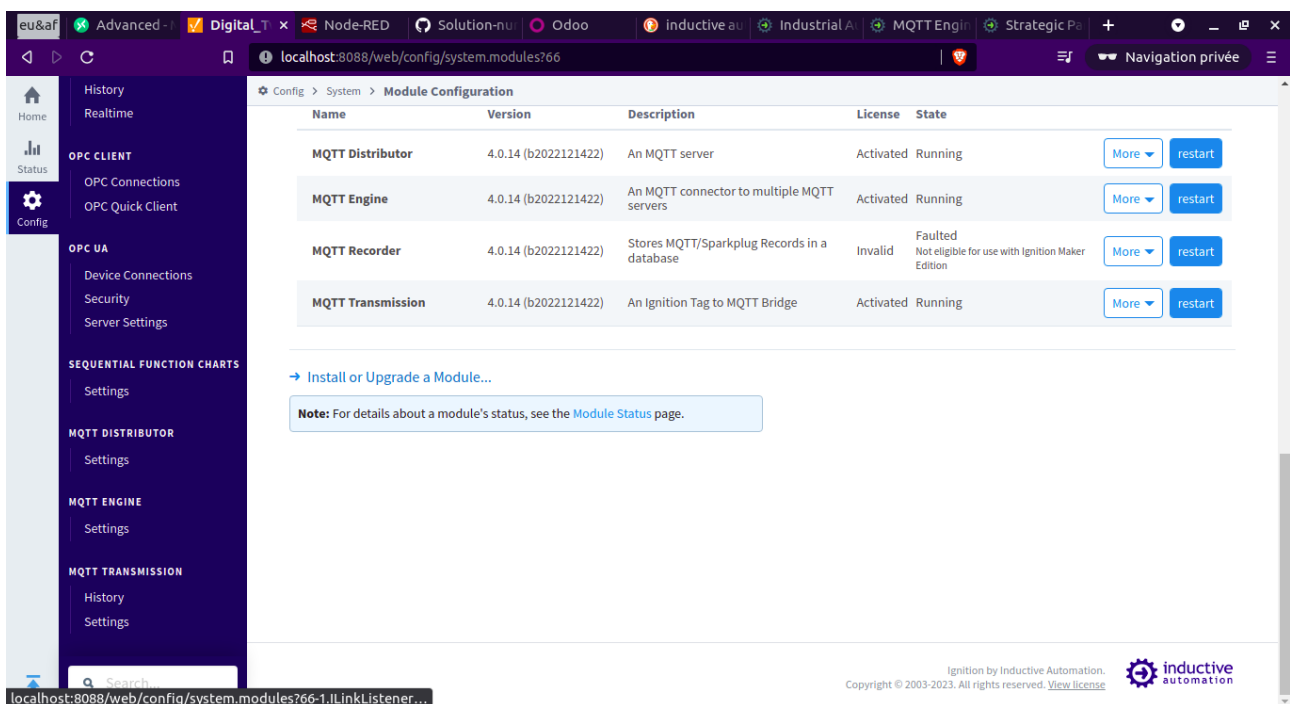 eu&af
Advanced - M
Digital_Tw
Node-RED
Solution-nu
Odoo
inductive au
Industrial Au
MQTT Engin
Strategic Pa
localhost:8088/web/config/system.modules?66
Navigation privée
Home
Status
Config
History
Realtime
OPC CLIENT
OPC Connections
OPC Quick Client
OPC UA
Device Connections
Security
Server Settings
SEQUENTIAL FUNCTION CHARTS
Settings
MQTT DISTRIBUTOR
Settings
MQTT ENGINE
Settings
MQTT TRANSMISSION
History
Settings
Search...
Config > System > Module Configuration
Name Version Description License State
MQTT Distributor 4.0.14 (b2022121422) An MQTT server Activated Running More restart
MQTT Engine 4.0.14 (b2022121422) An MQTT connector to multiple MQTT
servers Activated Running More restart
MQTT Recorder 4.0.14 (b2022121422) Stores MQTT/Sparkplug Records in a
database Invalid Faulted
Not eligible for use with Ignition Maker
Edition More restart
MQTT Transmission 4.0.14 (b2022121422) An Ignition Tag to MQTT Bridge Activated Running More restart
→ Install or Upgrade a Module...
Note: For details about a module's status, see the Module Status page.
Ignition by Inductive Automation.
Copyright © 2003-2023. All rights reserved. View license
inductive
automation
localhost:8088/web/config/system.modules?66-1.ILinkListener...